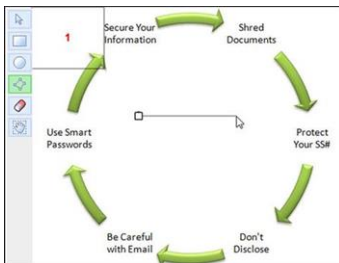 1
Secure Your
Information
Shred
Documents
Protect
Your SS#
Don't
Disclose
Be Careful
with Email
Use Smart
Passwords